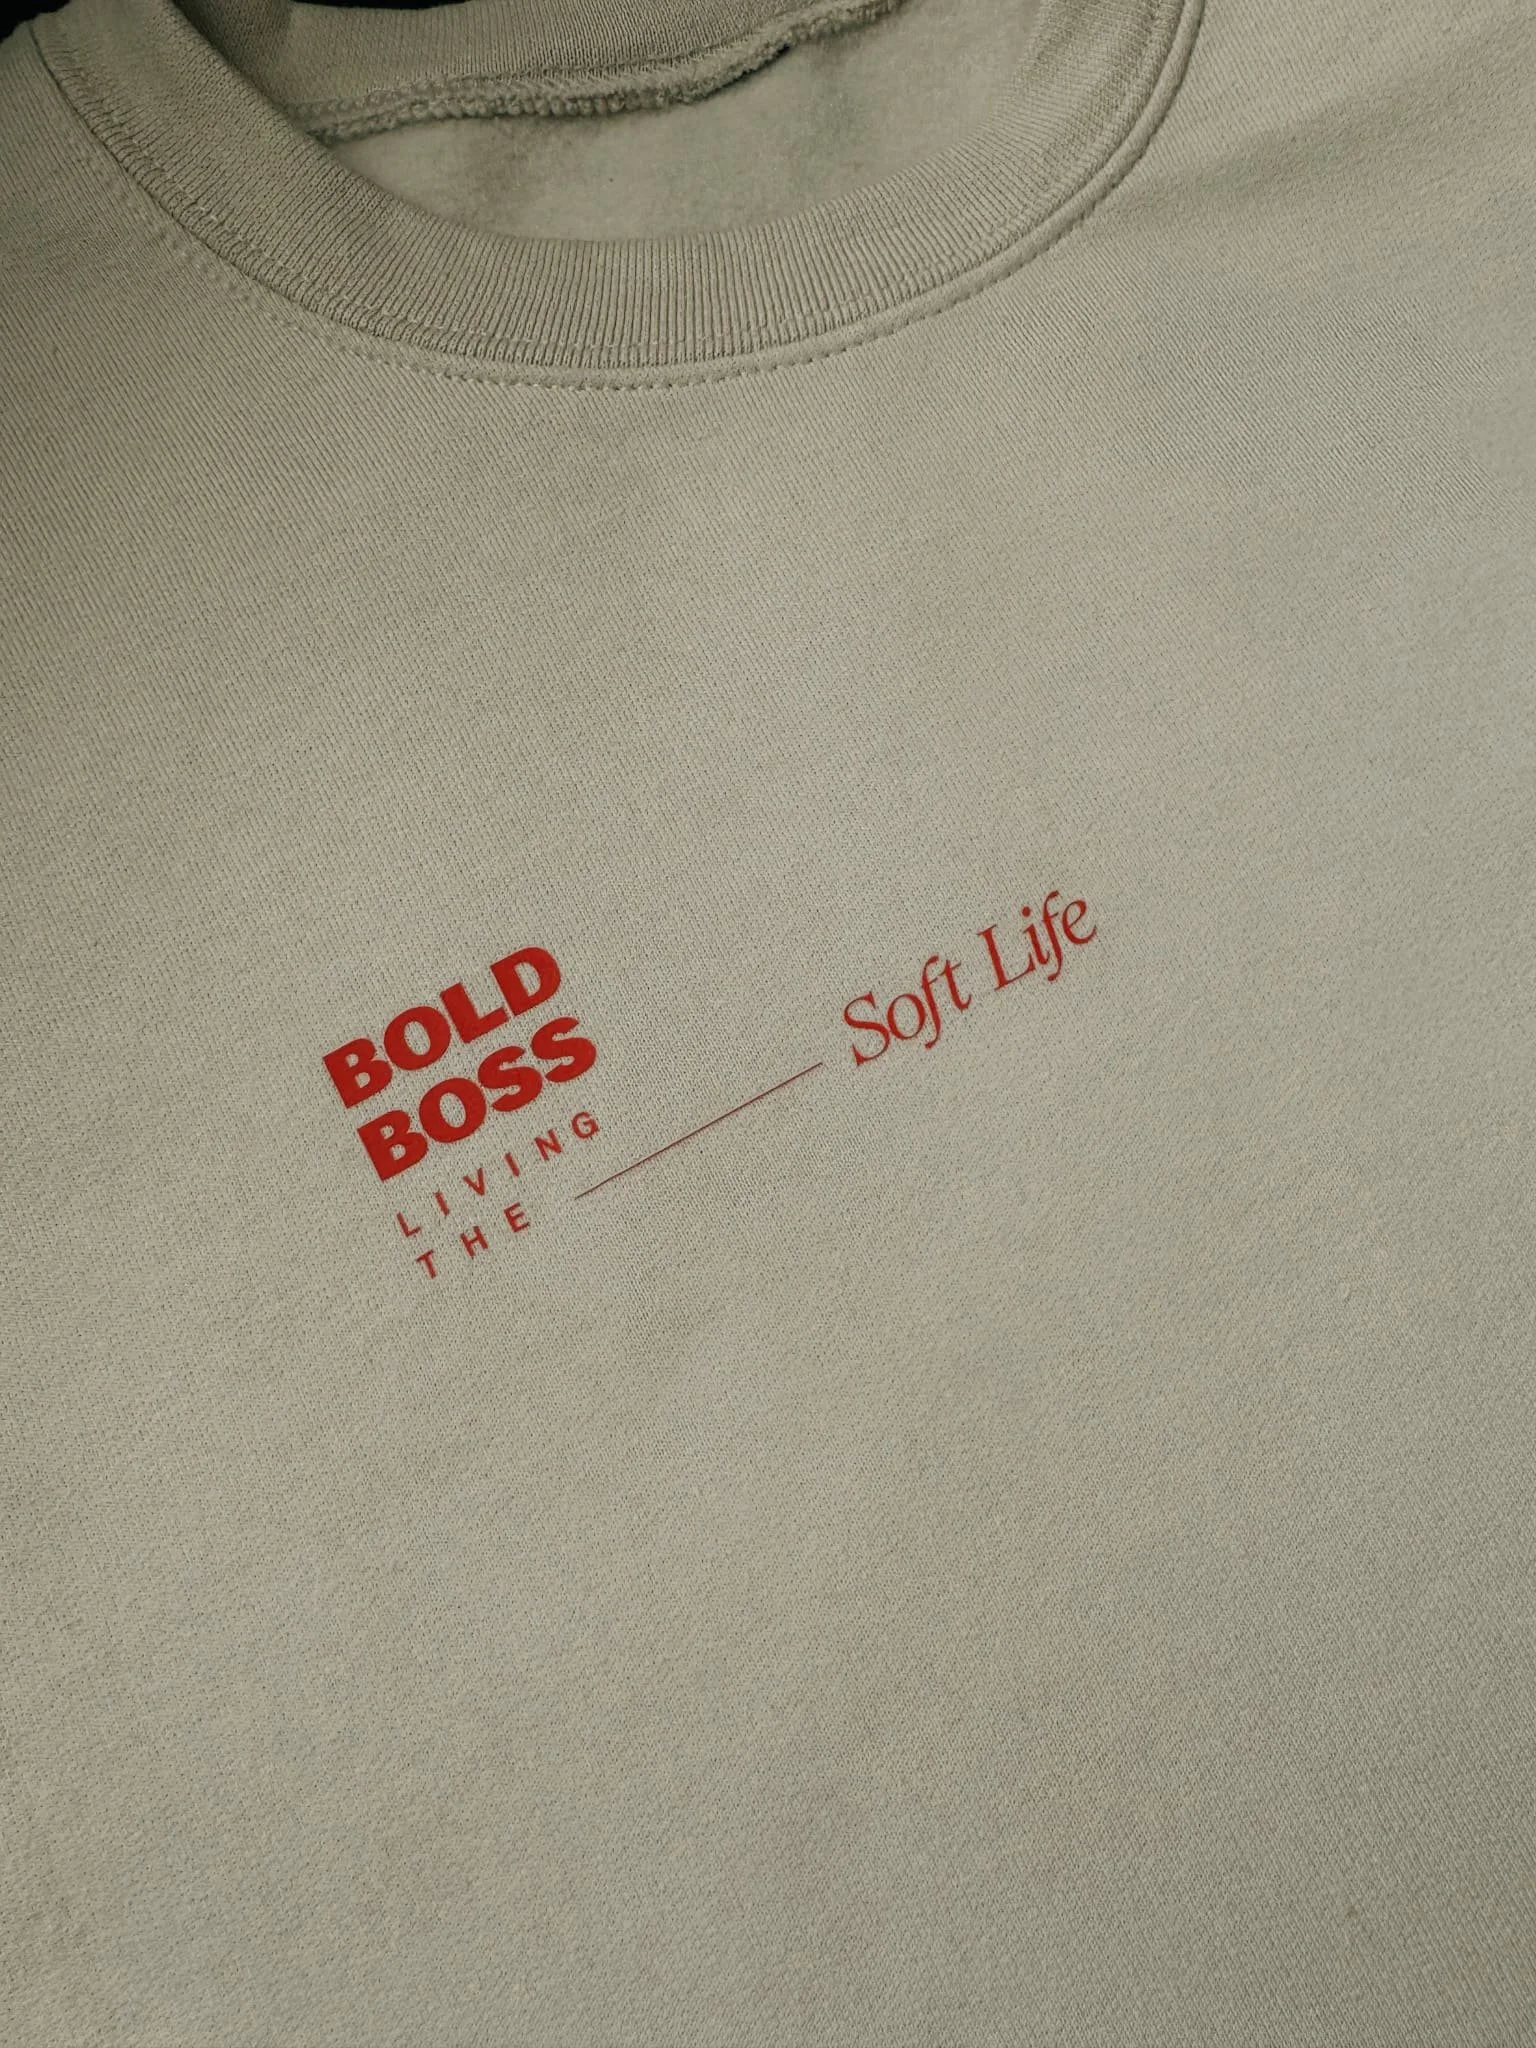 BOLD
BOSS
LIVING
THE Soft Life